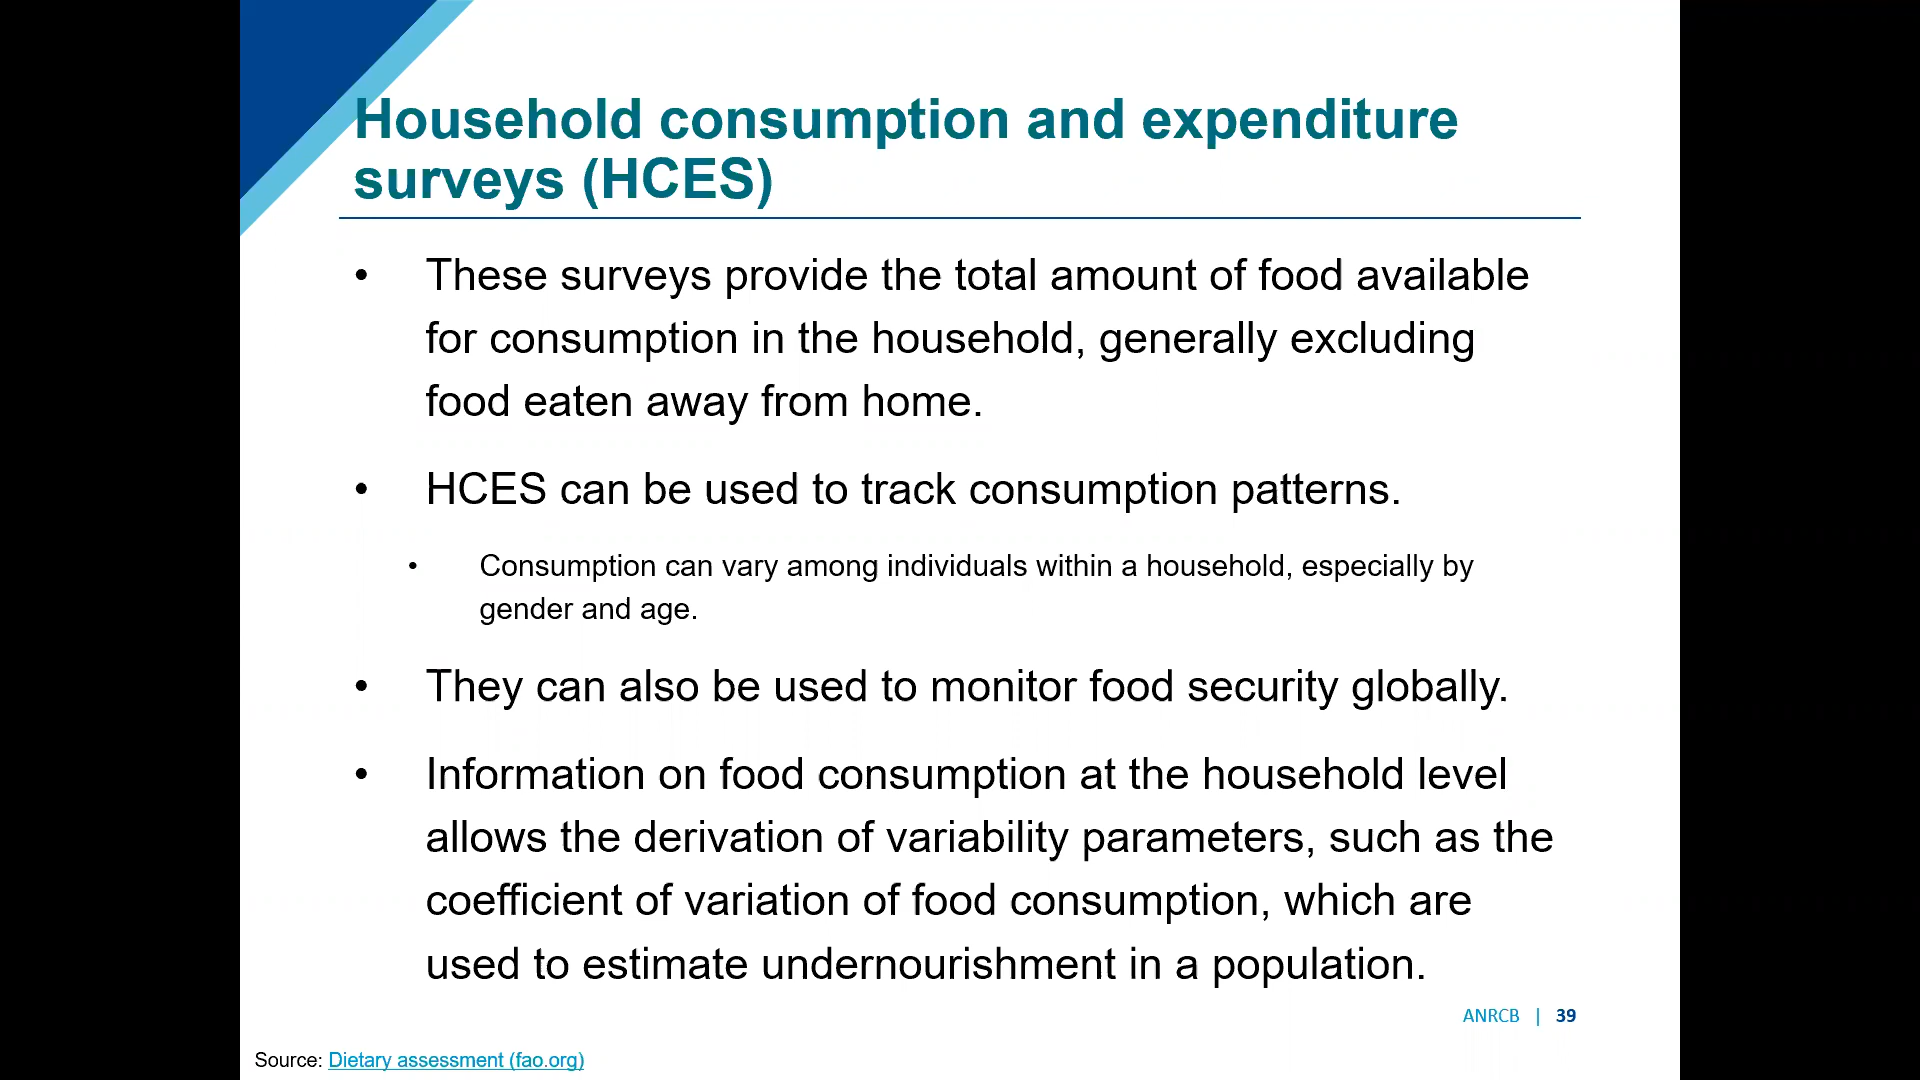 Household consumption and expenditure
surveys (HCES)
• These surveys provide the total amount of food available
for consumption in the household, generally excluding
food eaten away from home.
• HCES can be used to track consumption patterns.
• Consumption can vary among individuals within a household, especially by
gender and age.
• They can also be used to monitor food security globally.
• Information on food consumption at the household level
allows the derivation of variability parameters, such as the
coefficient of variation of food consumption, which are
used to estimate undernourishment in a population.
ANRCB | 39
Source: Dietary assessment (fao.org)